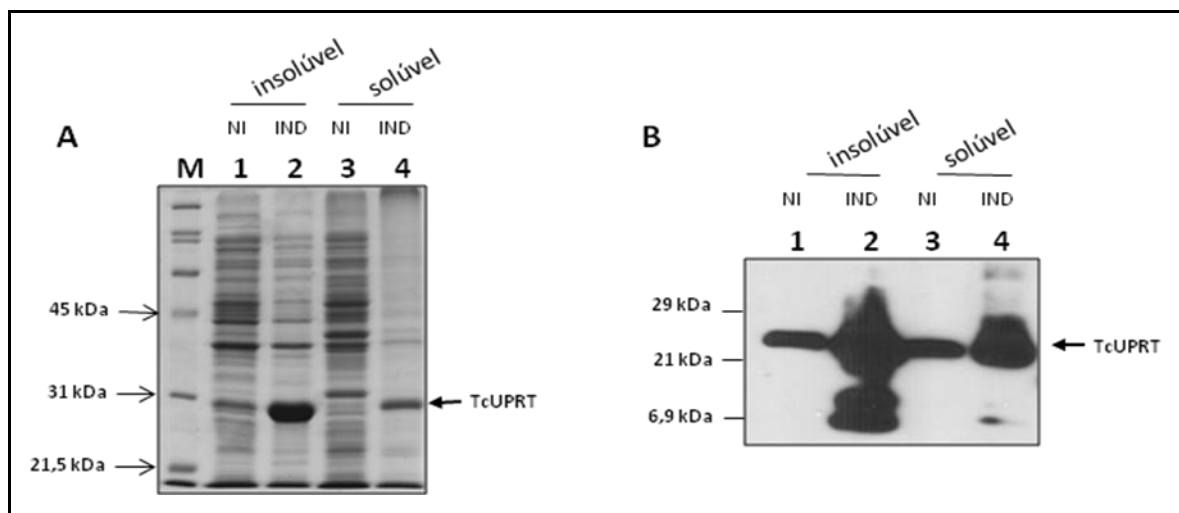 insolúvel solúvel
A NI IND NI IND
M 1 2 3 4
45 kDa
31 kDa
TcUPRT
21,5 kDa
B insolúvel solúvel
NI IND NI IND
1 2 3 4
29 kDa
TcUPRT
21 kDa
6,9 kDa